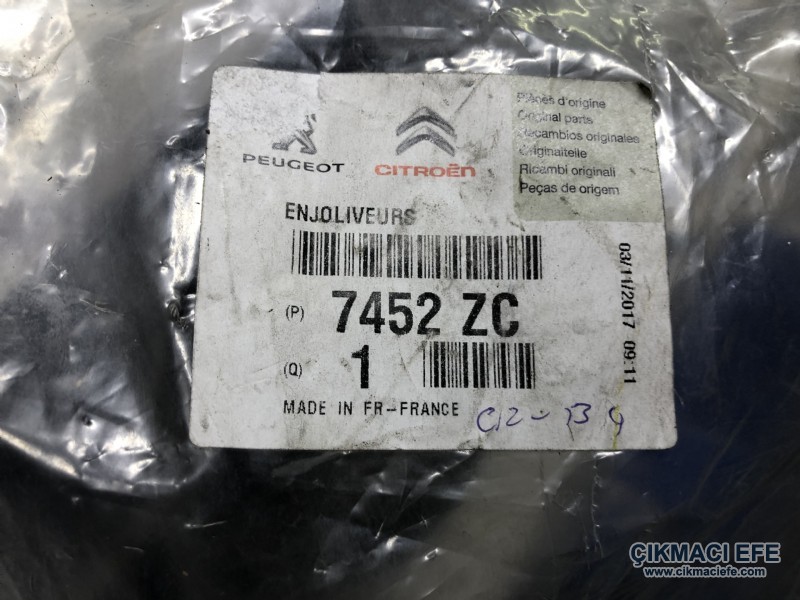 PEUGEOT
CITROËN
Pièces d'origine
Original parts
Recambios originales
Originalteile
Ricambi originali
Peças de origem
ENJOLIVEURS
(P) 7452 ZC
(Q) 1
MADE IN FR-FRANCE
03/11/2017 09:11
ÇIKMACI EFE
www.cikmaciefe.com